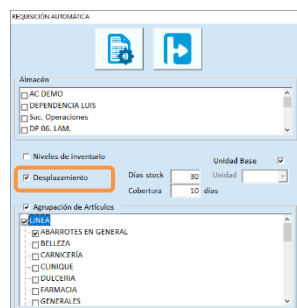 REQUISICIÓN AUTOMÁTICA
Almacén
AC DEMO
DEPENDENCIA LUIS
Suc. Operaciones
DP 06. LAM.
Niveles de inventario
Unidad Base
Desplazamiento
Días stock 30 Unidad
Cobertura 10 días
Agrupación de Artículos
LINEA
ABARROTES EN GENERAL
BELLEZA
CARNICERÍA
CLINIQUE
DULCERIA
FARMACIA
GENERALES